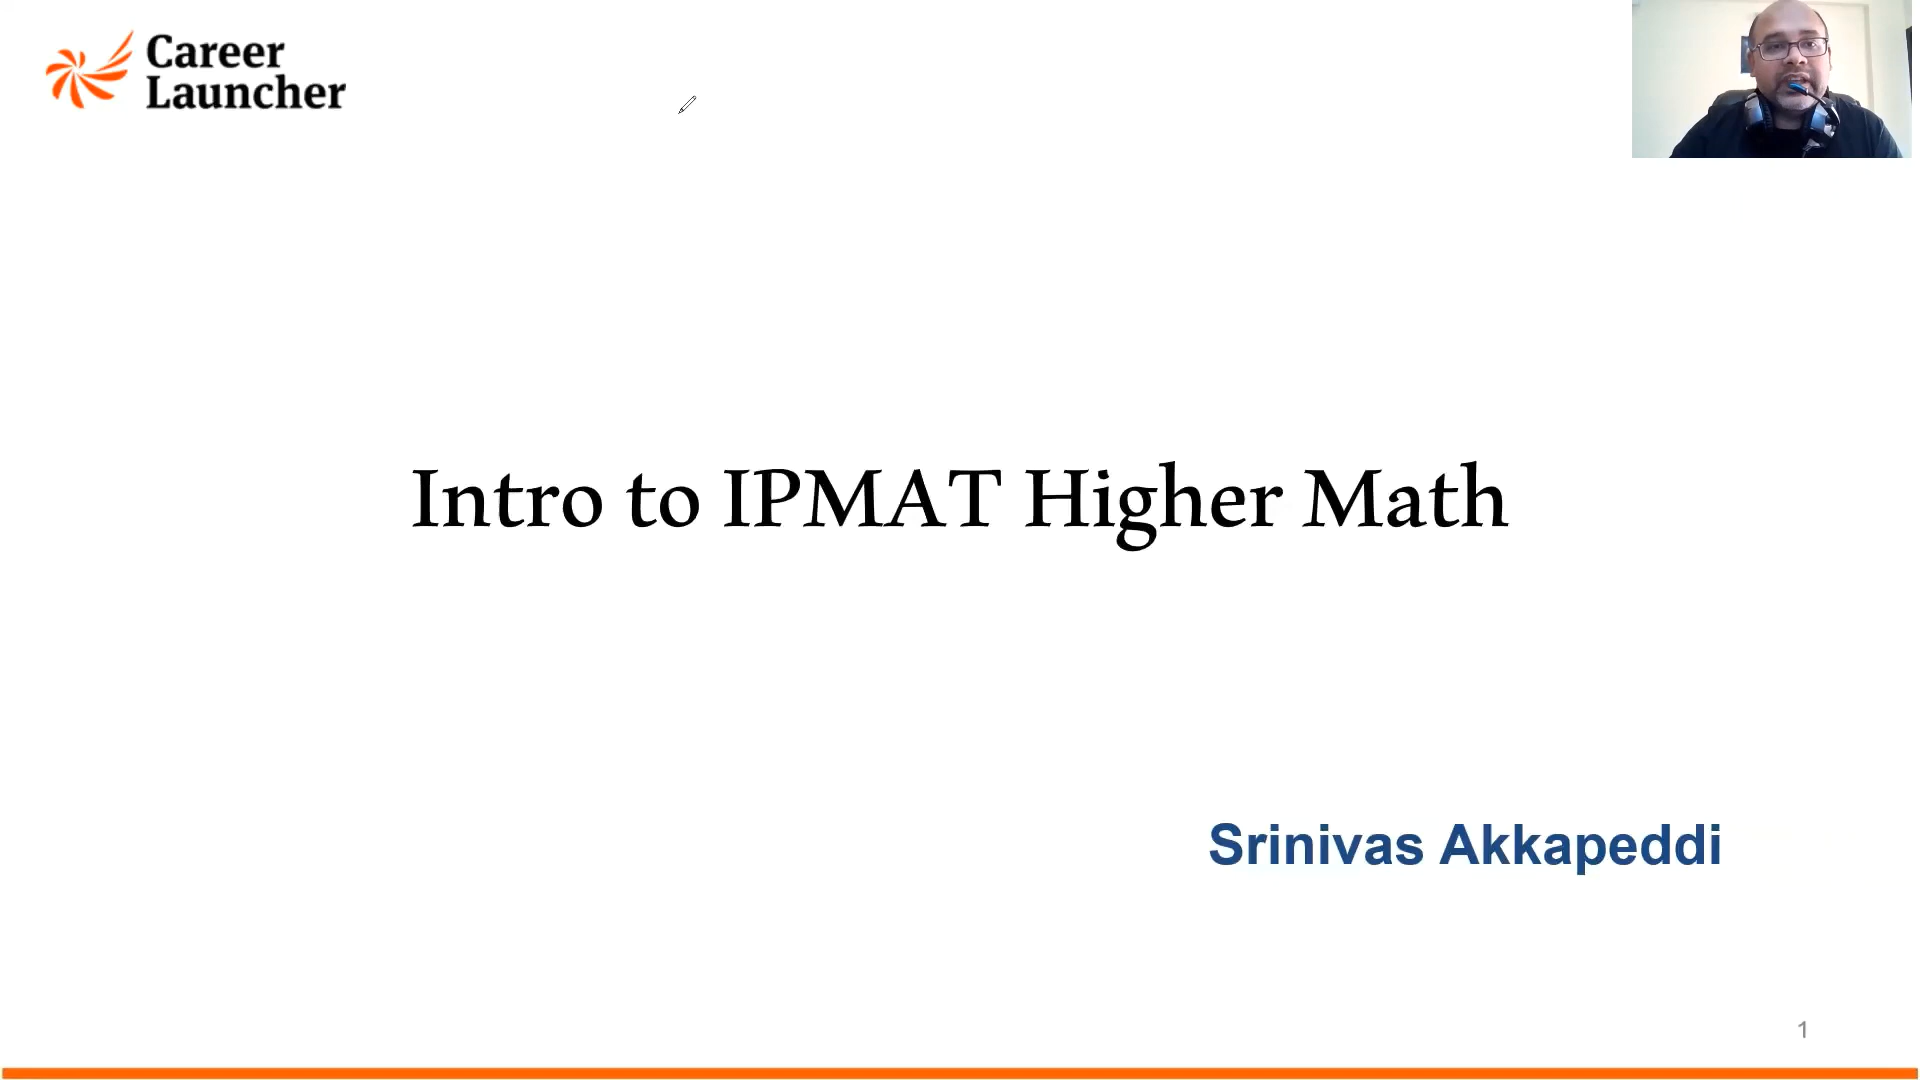 Career
Launcher
Intro to IPMAT Higher Math
Srinivas Akkapeddi
1